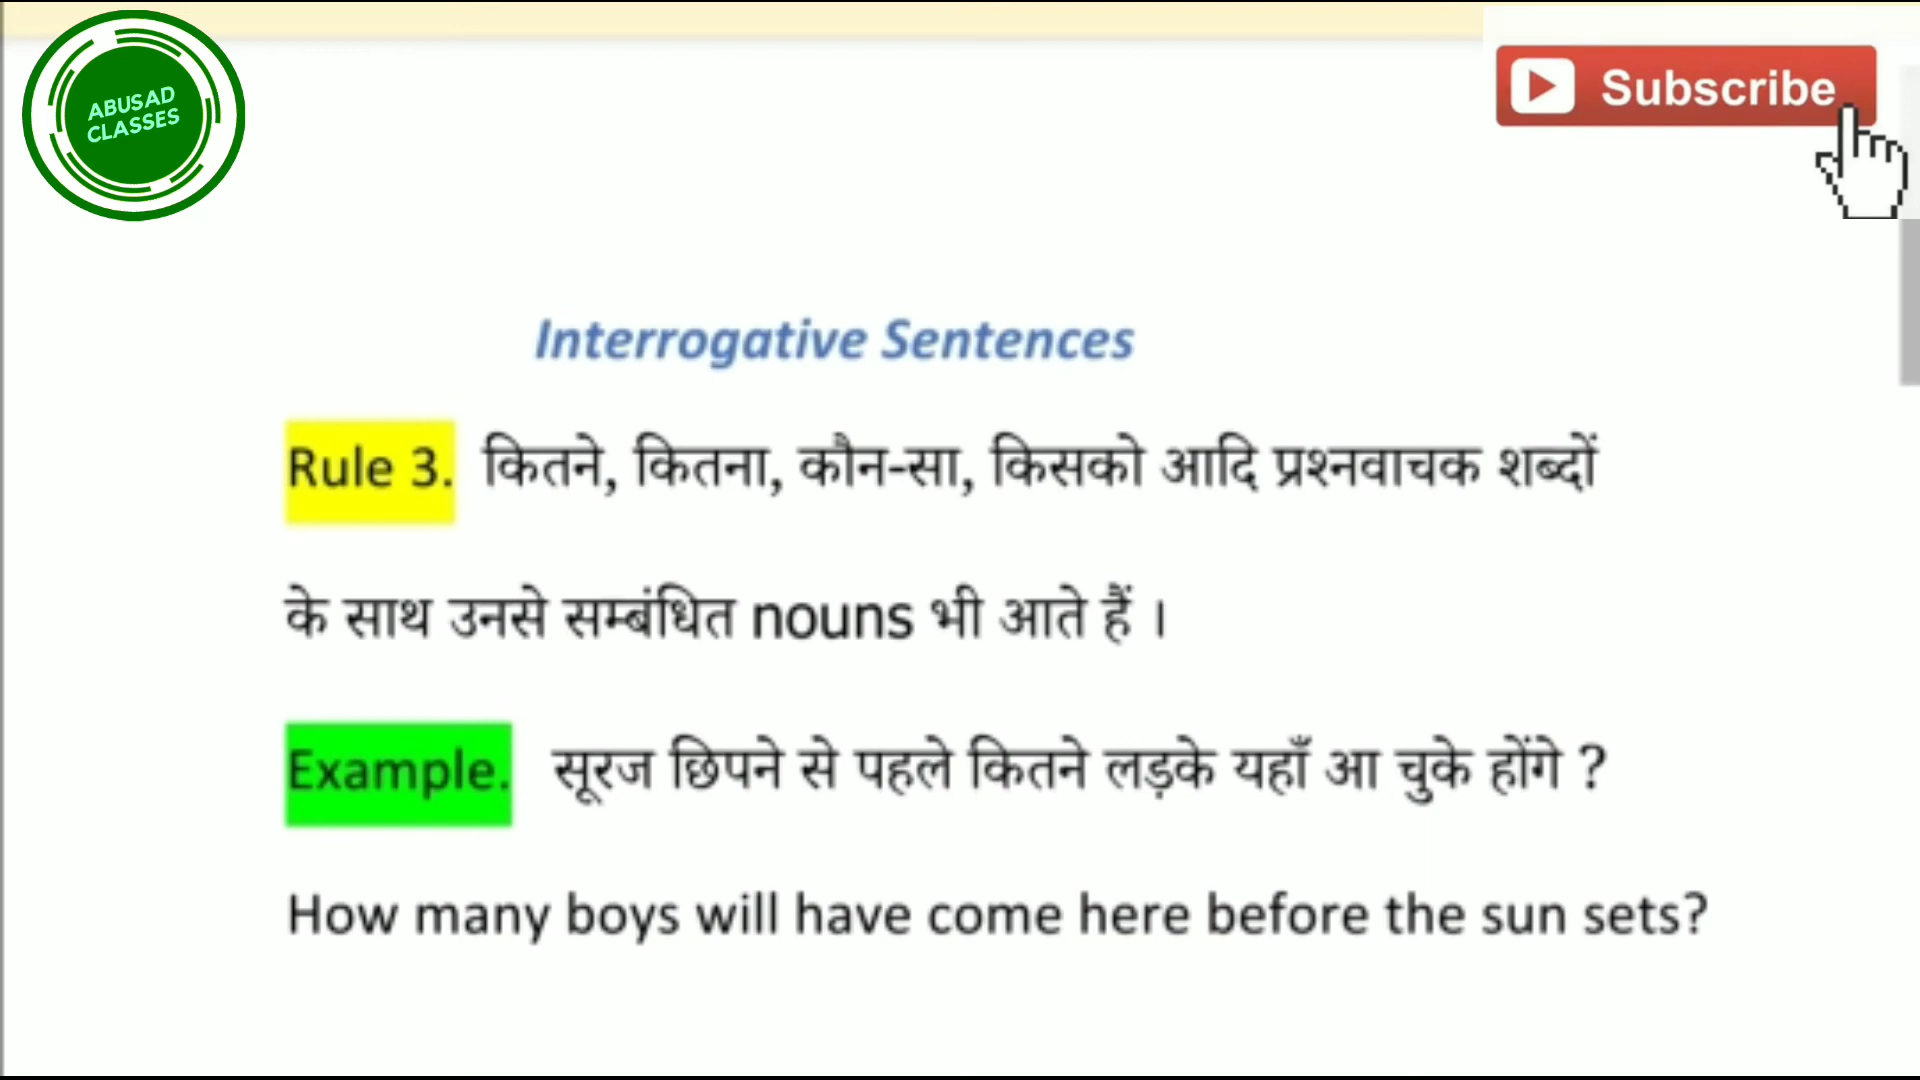 ABUSAD
CLASSES
Subscribe
Interrogative Sentences
Rule 3. कितने, कितना, कौन-सा, किसको आदि प्रश्नवाचक शब्दों
के साथ उनसे सम्बंधित nouns भी आते हैं ।
Example. सूरज छिपने से पहले कितने लड़के यहाँ आ चुके होंगे ?
How many boys will have come here before the sun sets?